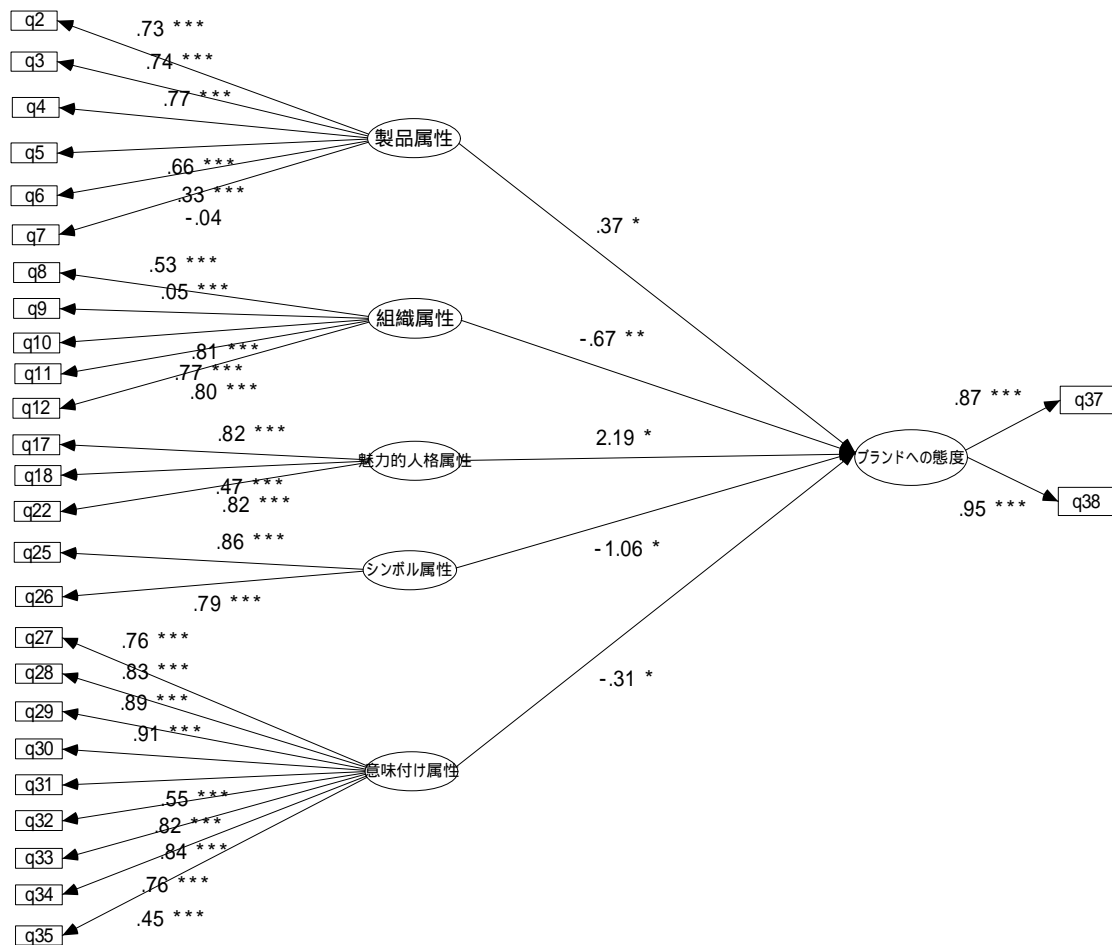 q2
.73 ***
q3
.74 ***
q4
.77 ***
製品属性
q5
.66 ***
q6
.33 ***
q7
-.04
.37 *
q8
.53 ***
q9
.05 ***
組織属性
q10
-.67 **
q11
.81 ***
.77 ***
q12
.80 ***
q17
.82 ***
魅力的人格属性
2.19 *
q18
.47 ***
q22
.82 ***
ブランドへの態度
.87 ***
q37
.95 ***
q38
q25
.86 ***
シンボル属性
-1.06 *
q26
.79 ***
q27
.76 ***
q28
.83 ***
-.31 *
q29
.89 ***
q30
.91 ***
意味付け属性
q31
q32
.55 ***
q33
.82 ***
q34
.84 ***
.76 ***
q35
.45 ***